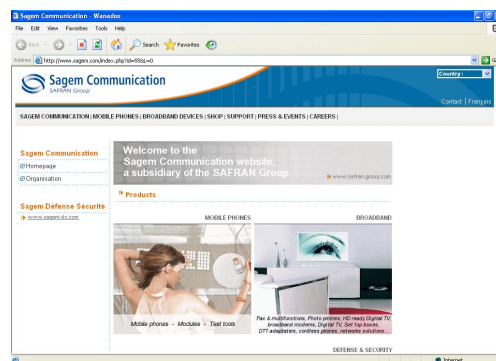 Sagem Communication - Wanadoo
File Edit View Favorites Tools Help
Back Search Favorites
Address http://www.sagem.com/index.php?id=55&L=0
Country :
Sagem Communication
SAFRAN Group
Contact | Français
SAGEM COMMUNICATION | MOBILE PHONES | BROADBAND DEVICES | SHOP | SUPPORT | PRESS & EVENTS | CAREERS |
Sagem Communication
Homepage
Organisation
Sagem Défense Sécurité
www.sagem-ds.com
Welcome to the
Sagem Communication website,
a subsidiary of the SAFRAN Group
www.safran-group.com
Products
MOBILE PHONES
BROADBAND
Mobile phones - Modules - Test tools
Fax & multifunctions, Photo printers, HD ready Digital TV,
broadband modems, Digital TV, Set top boxes,
DTT adaptaters, cordless phones, networks solutions
DEFENSE & SECURITY
Internet